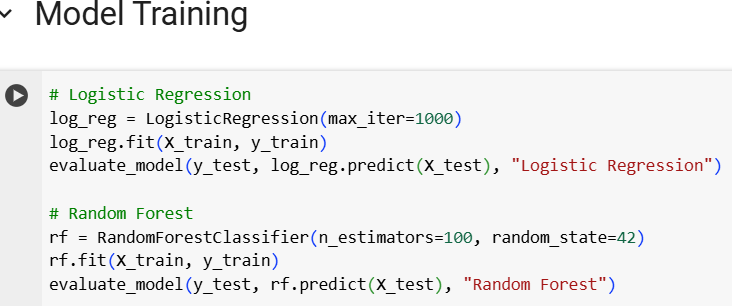 Model Training
# Logistic Regression
log_reg = LogisticRegression(max_iter=1000)
log_reg.fit(X_train, y_train)
evaluate_model(y_test, log_reg.predict(X_test), "Logistic Regression")
# Random Forest
rf = RandomForestClassifier(n_estimators=100, random_state=42)
rf.fit(X_train, y_train)
evaluate_model(y_test, rf.predict(X_test), "Random Forest")